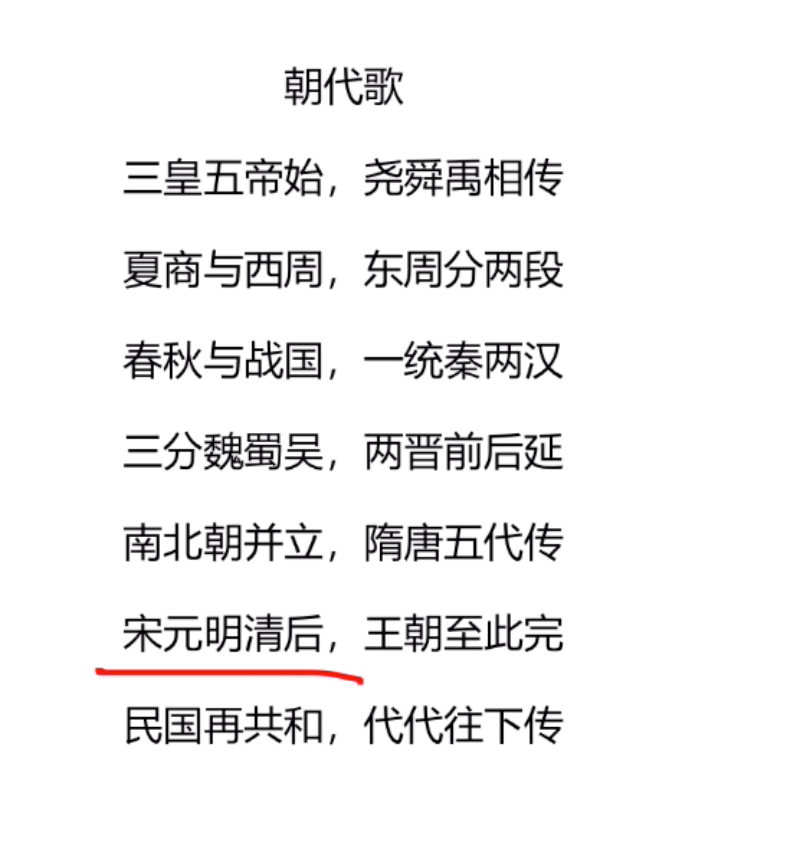 朝代歌
三皇五帝始，尧舜禹相传
夏商与西周，东周分两段
春秋与战国，一统秦两汉
三分魏蜀吴，两晋前后延
南北朝并立，隋唐五代传
宋元明清后，王朝至此完
民国再共和，代代往下传